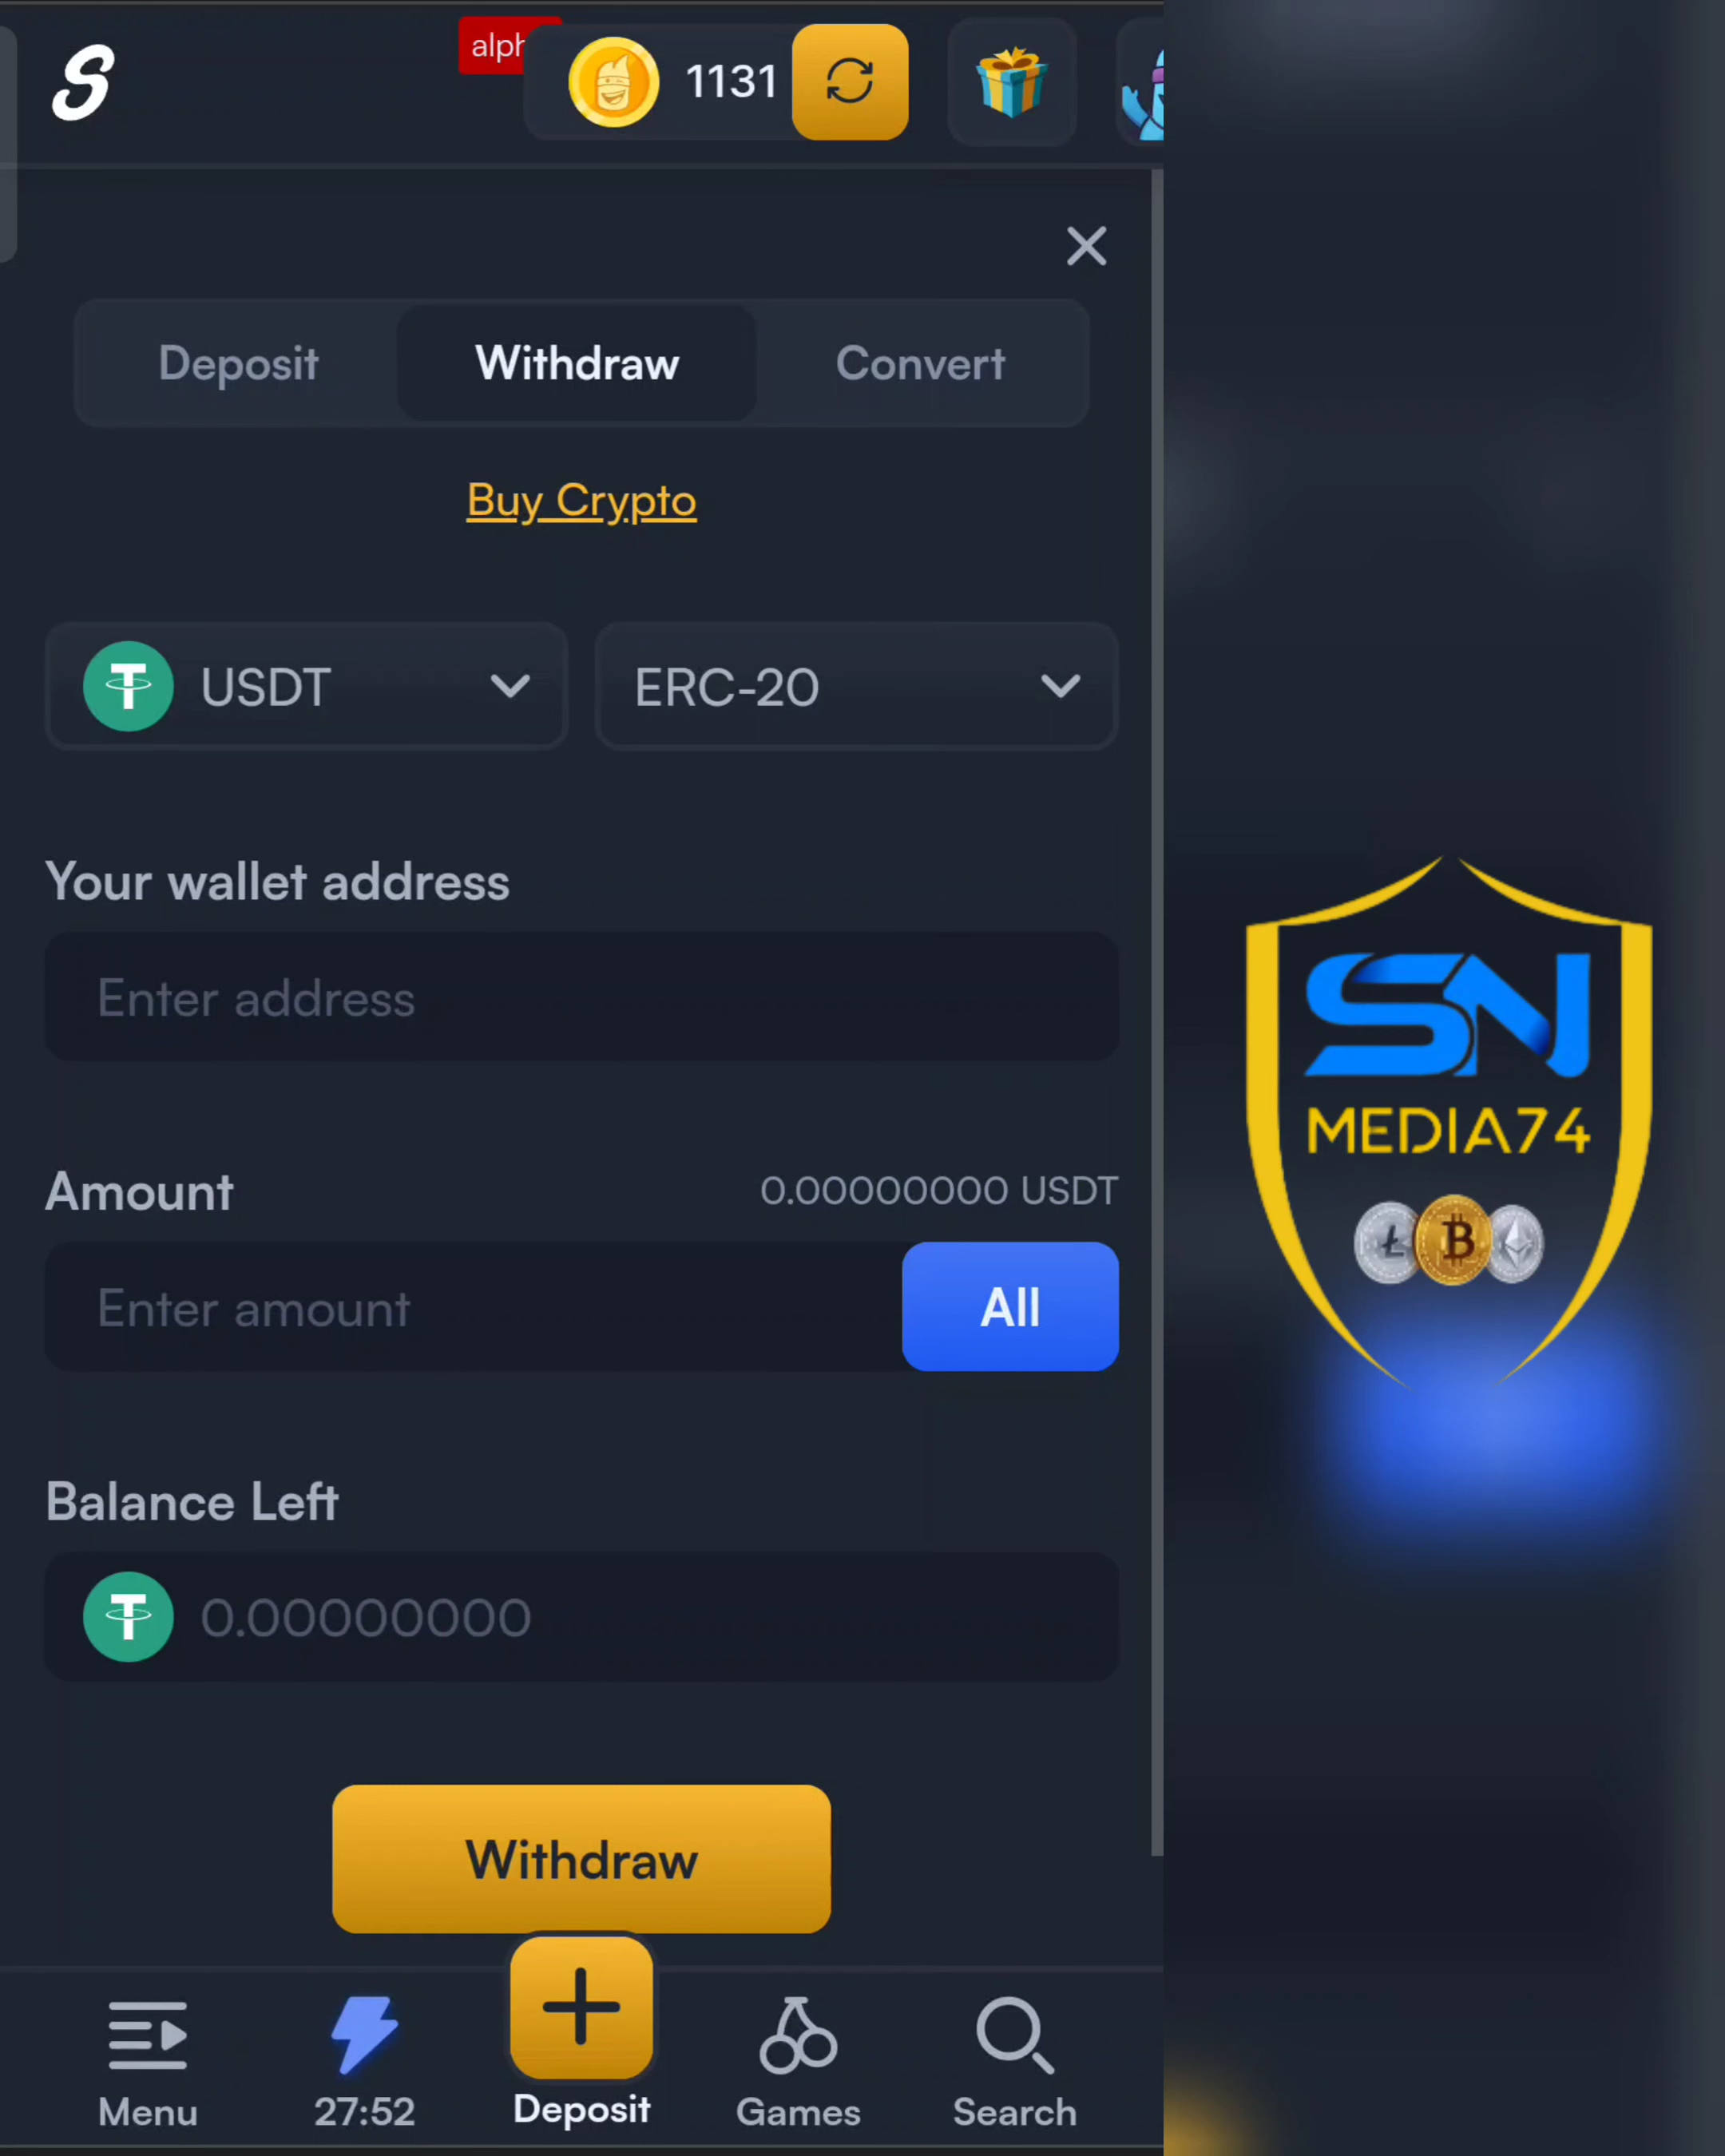 S
alph
1131
Deposit
Withdraw
Convert
Buy Crypto
USDT
ERC-20
Your wallet address
Enter address
Amount
0.00000000 USDT
Enter amount
All
Balance Left
0.00000000
Withdraw
Menu
27:52
Deposit
Games
Search
SN
MEDIA74